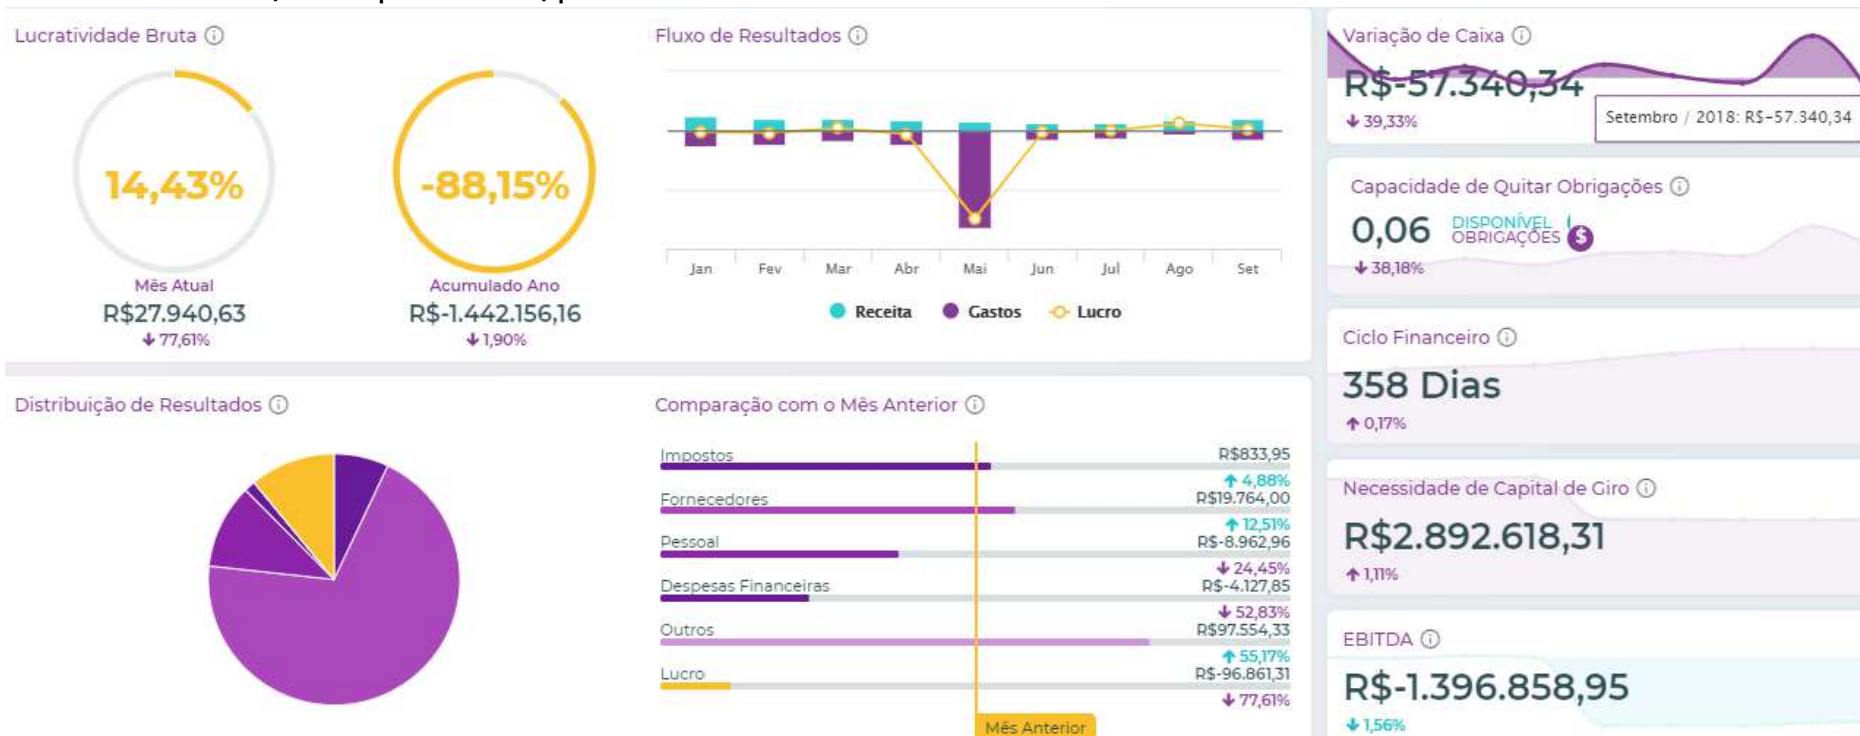 Lucratividade Bruta
14,43%
Mês Atual
R$27.940,63
77,61%
-88,15%
Acumulado Ano
R$-1.442.156,16
1,90%
Fluxo de Resultados
Jan Fev Mar Abr Mai Jun Jul Ago Set
Receita Gastos Lucro
Variação de Caixa
R$-57.340,34
39,33%
Setembro / 2018: R$-57.340,34
Capacidade de Quitar Obrigações
0,06
DISPONÍVEL
OBRIGAÇÕES
$
38,18%
Ciclo Financeiro
358 Dias
0,17%
Necessidade de Capital de Giro
R$2.892.618,31
1,11%
EBITDA
R$-1.396.858,95
1,56%
Distribuição de Resultados
Comparação com o Mês Anterior
Impostos R$833,95
4,88%
Fornecedores R$19.764,00
12,51%
Pessoal R$-8.962,96
24,45%
Despesas Financeiras R$-4.127,85
52,83%
Outros R$97.554,33
55,17%
Lucro R$-96.861,31
77,61%
Mês Anterior